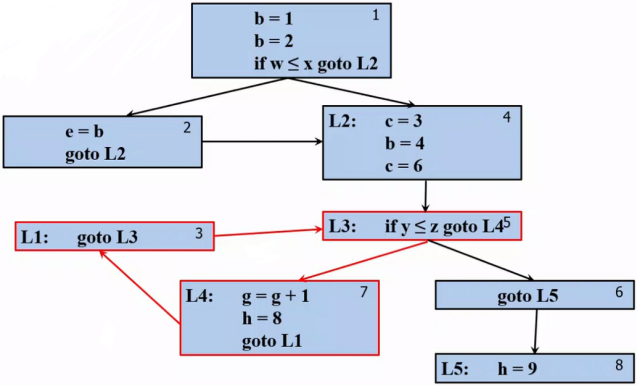 b = 1 1
b = 2
if w ≤ x goto L2
e = b 2
goto L2
L2: c = 3 4
b = 4
c = 6
L1: goto L3 3
L3: if y ≤ z goto L4 5
L4: g = g + 1 7
h = 8
goto L1
goto L5 6
L5: h = 9 8